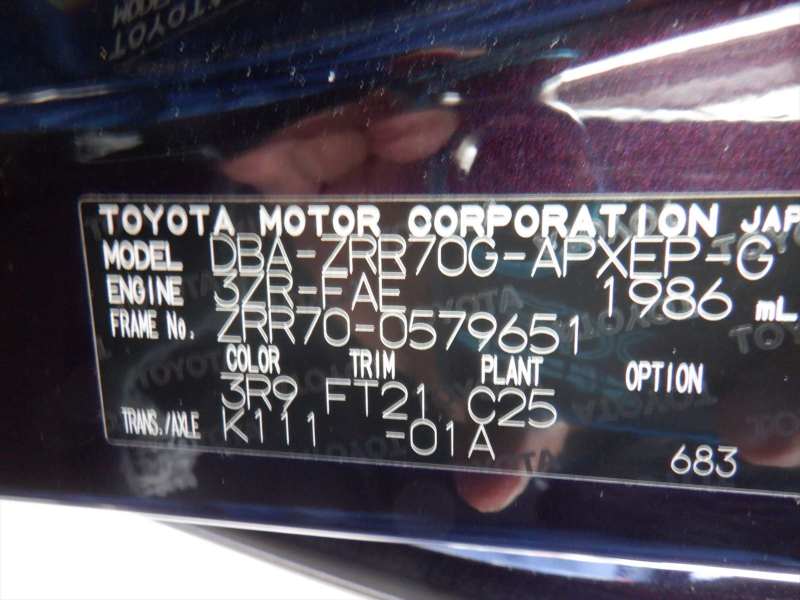 TOYOTA MOTOR CORPORATION JAP
MODEL DBA-ZRR70G-APXEP-G
ENGINE 3ZR-FAE 1986 mL
FRAME No. ZRR70-0579651
COLOR TRIM PLANT OPTION
3R9 FT21 C25
TRANS./AXLE K111 -01A
683